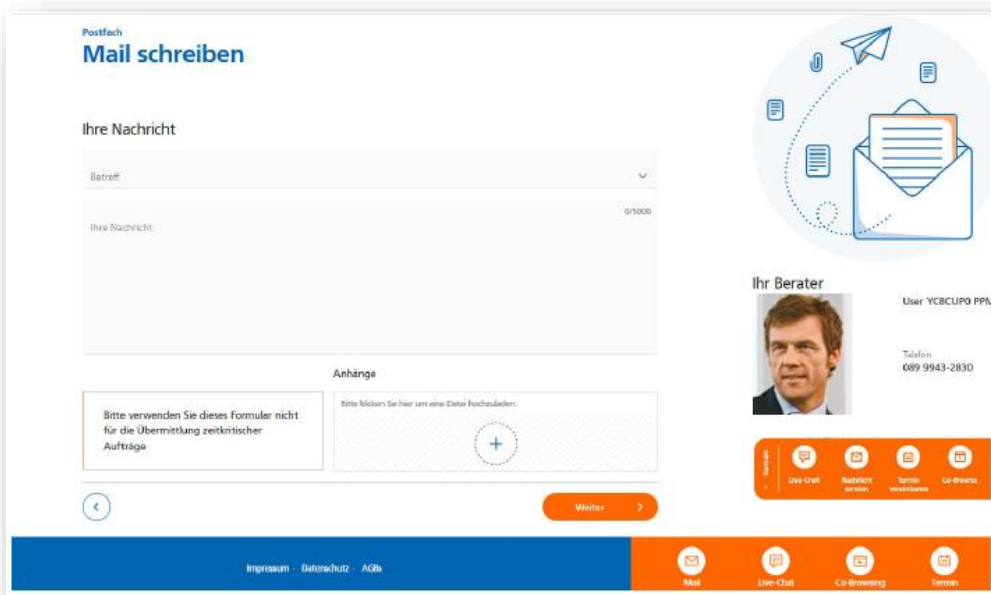 Postfach
Mail schreiben
Ihre Nachricht
Betreff
0/5000
Ihre Nachricht
Anhänge
Bitte verwenden Sie dieses Formular nicht
für die Übermittlung zeitkritischer
Aufträge
Bitte klicken Sie hier um eine Datei hochzuladen.
Weiter
Ihr Berater
User YC8CUP0 PPM
Telefon
089 9943-2830
Kontakt
Live-Chat
Nachricht
senden
Termin
vereinbaren
Co-Browse
Impressum · Datenschutz · AGBs
Mail
Live-Chat
Co-Browsing
Termin